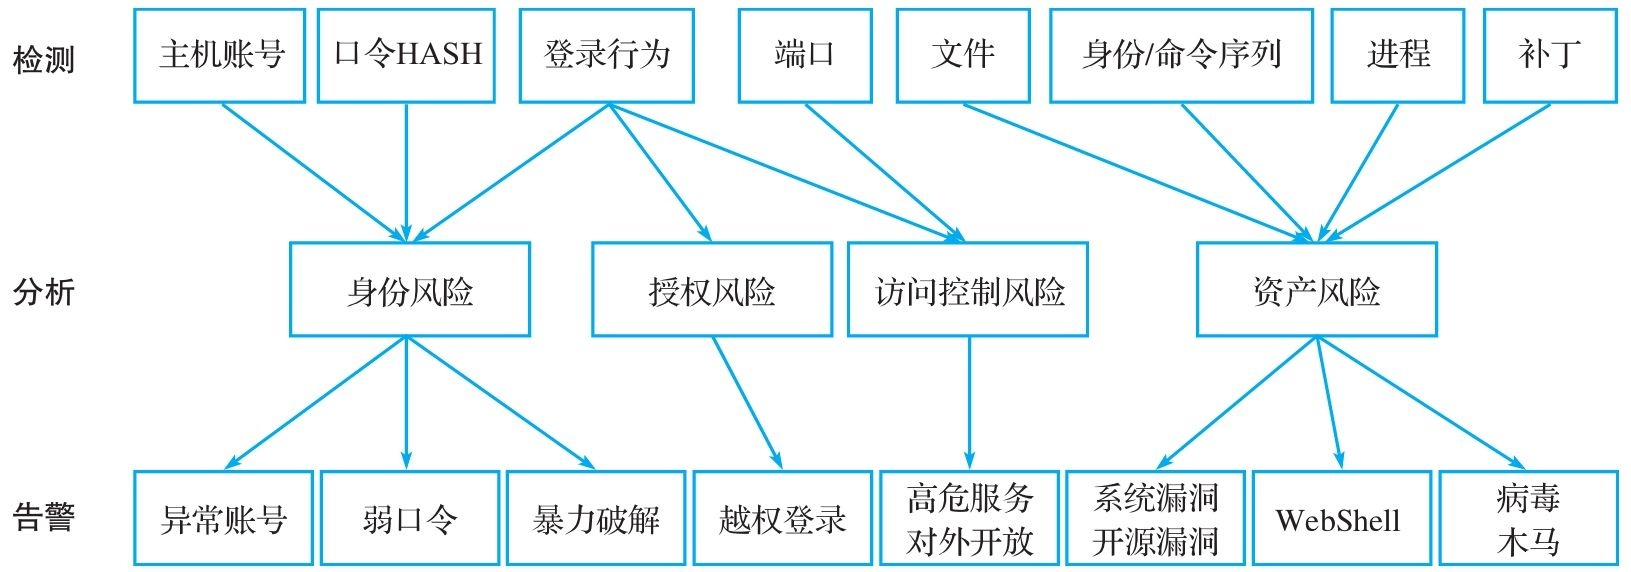 检测
主机账号
口令HASH
登录行为
端口
文件
身份/命令序列
进程
补丁
分析
身份风险
授权风险
访问控制风险
资产风险
告警
异常账号
弱口令
暴力破解
越权登录
高危服务
对外开放
系统漏洞
开源漏洞
WebShell
病毒
木马